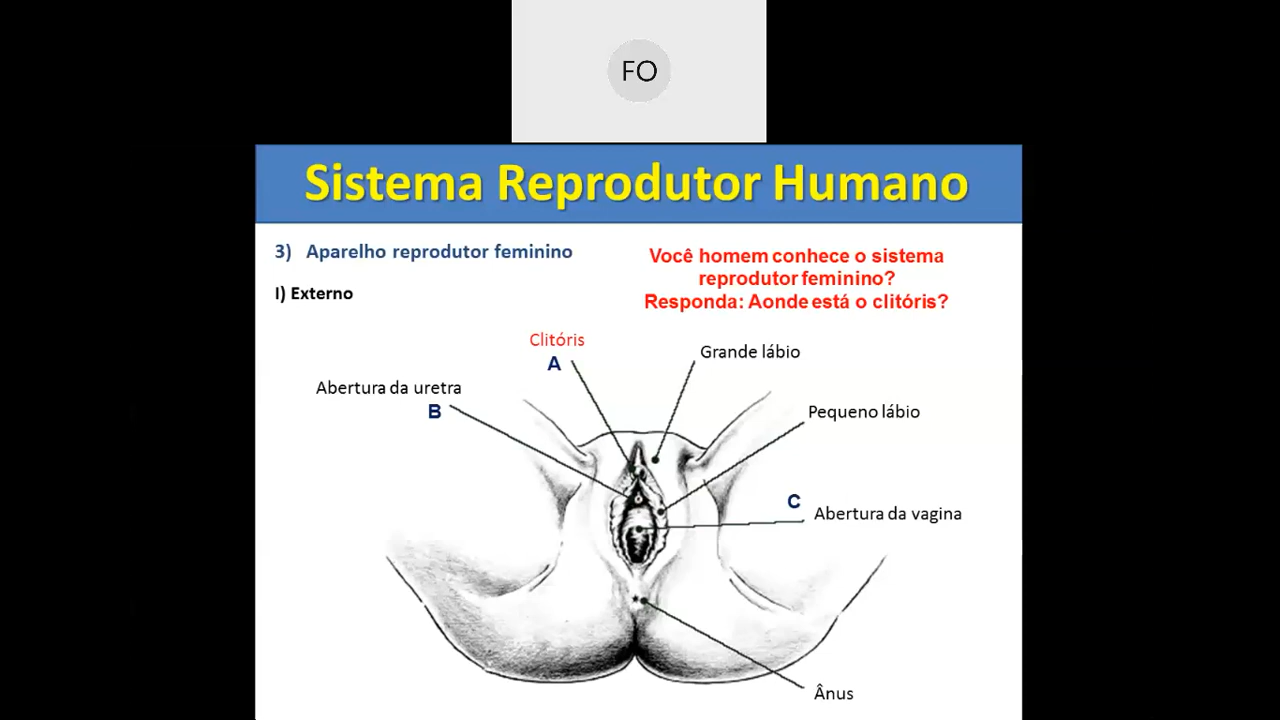 FO
Sistema Reprodutor Humano
3) Aparelho reprodutor feminino
I) Externo
Você homem conhece o sistema
reprodutor feminino?
Responda: Aonde está o clitóris?
Clitóris
A
Grande lábio
Abertura da uretra
B
Pequeno lábio
C
Abertura da vagina
Ânus